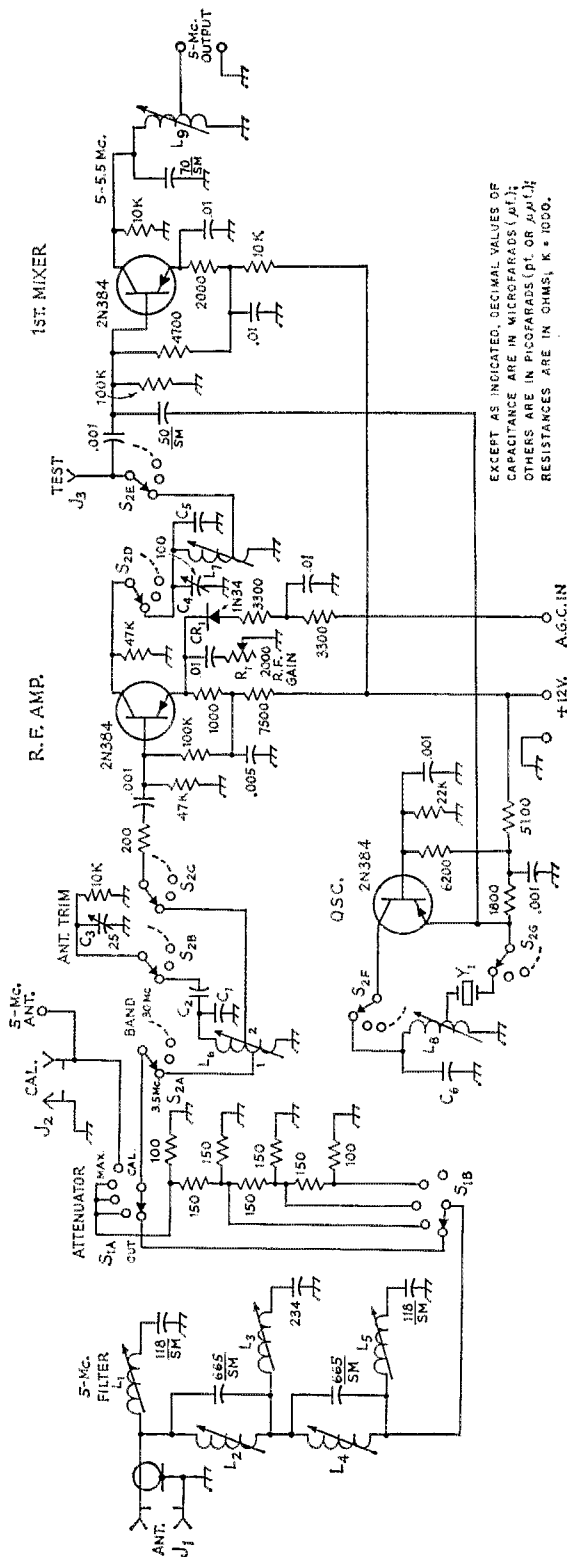 5-Mc.
FILTER
L1
118
SM
ANT.
J1
665
SM
L2
L3
234
665
SM
L4
L5
118
SM
ATTENUATOR
S1A
MAX.
CAL.
OUT
J2
CAL.
5-Mc.
ANT.
100
150
150
150
150
150
100
S1B
BAND
30 Mc
3.5Mc.
S2A
L6
1
2
C2
C1
ANT. TRIM
C3
25
10K
S2B
S2C
200
.001
47K
R.F. AMP.
2N384
100K
.005
47K
1000
7500
.01
R1
2000
R.F.
GAIN
CR1
1N34
3300
3300
.01
S2D
100
C4
L7
C5
TEST
J3
S2E
.001
100K
50
SM
1ST. MIXER
2N384
4700
2000
.01
.01
10K
10K
5-5.5 Mc.
70
SM
L9
5-Mc.
OUTPUT
OSC.
2N384
S2F
C6
L8
Y1
S2G
1800
.001
6200
22K
.001
5100
+12V.
A.G.C. IN
EXCEPT AS INDICATED, DECIMAL VALUES OF
CAPACITANCE ARE IN MICROFARADS (μf.);
OTHERS ARE IN PICOFARADS (pf. OR μμf.);
RESISTANCES ARE IN OHMS; K = 1000.